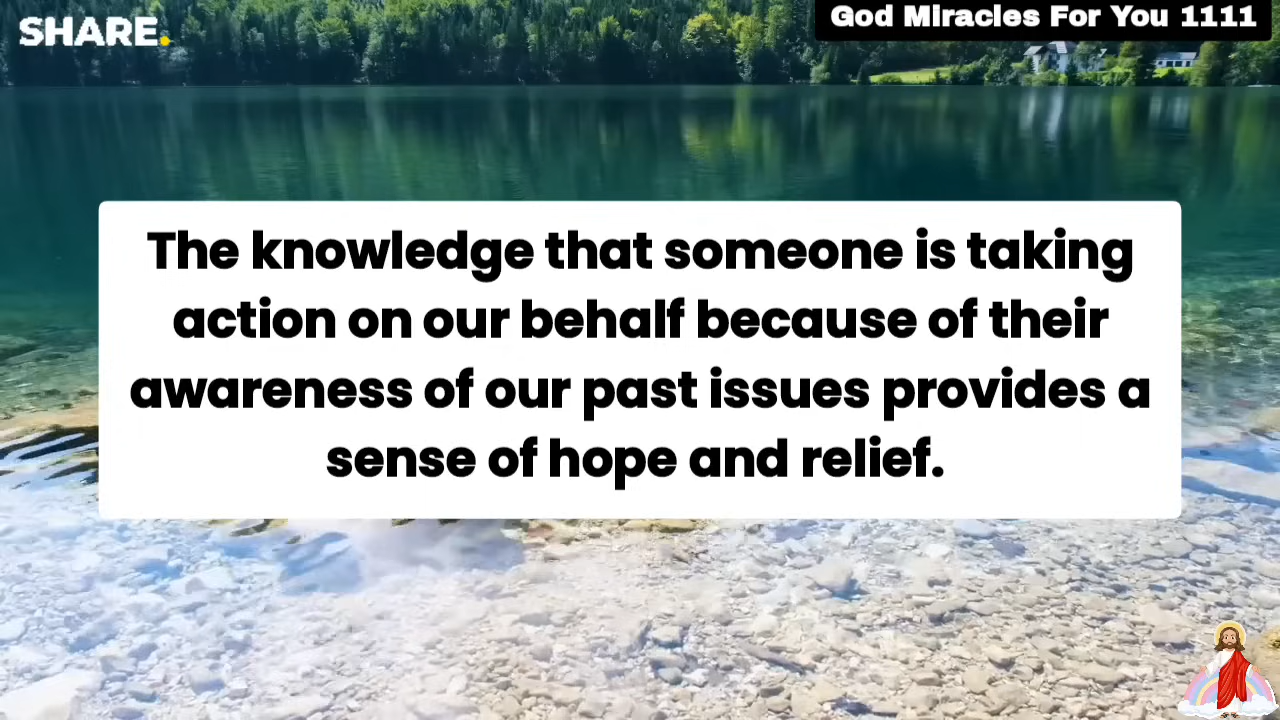 SHARE.
God Miracles For You 1111
The knowledge that someone is taking
action on our behalf because of their
awareness of our past issues provides a
sense of hope and relief.